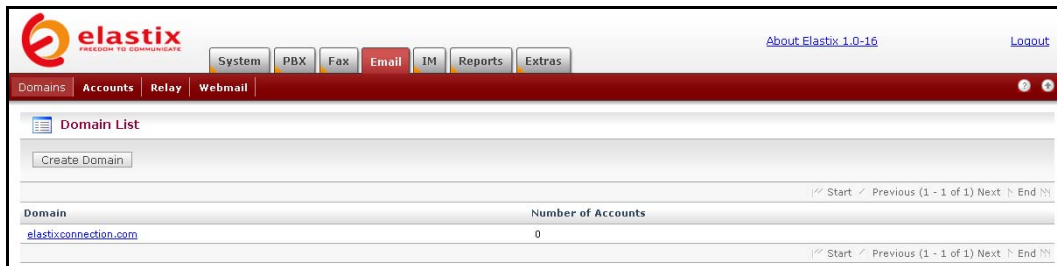 elastix
FREEDOM TO COMMUNICATE
System PBX Fax Email IM Reports Extras
About Elastix 1.0-16 Logout
Domains Accounts Relay Webmail
Domain List
Create Domain
Start Previous (1 - 1 of 1) Next End
Domain Number of Accounts
elastixconnection.com 0
Start Previous (1 - 1 of 1) Next End